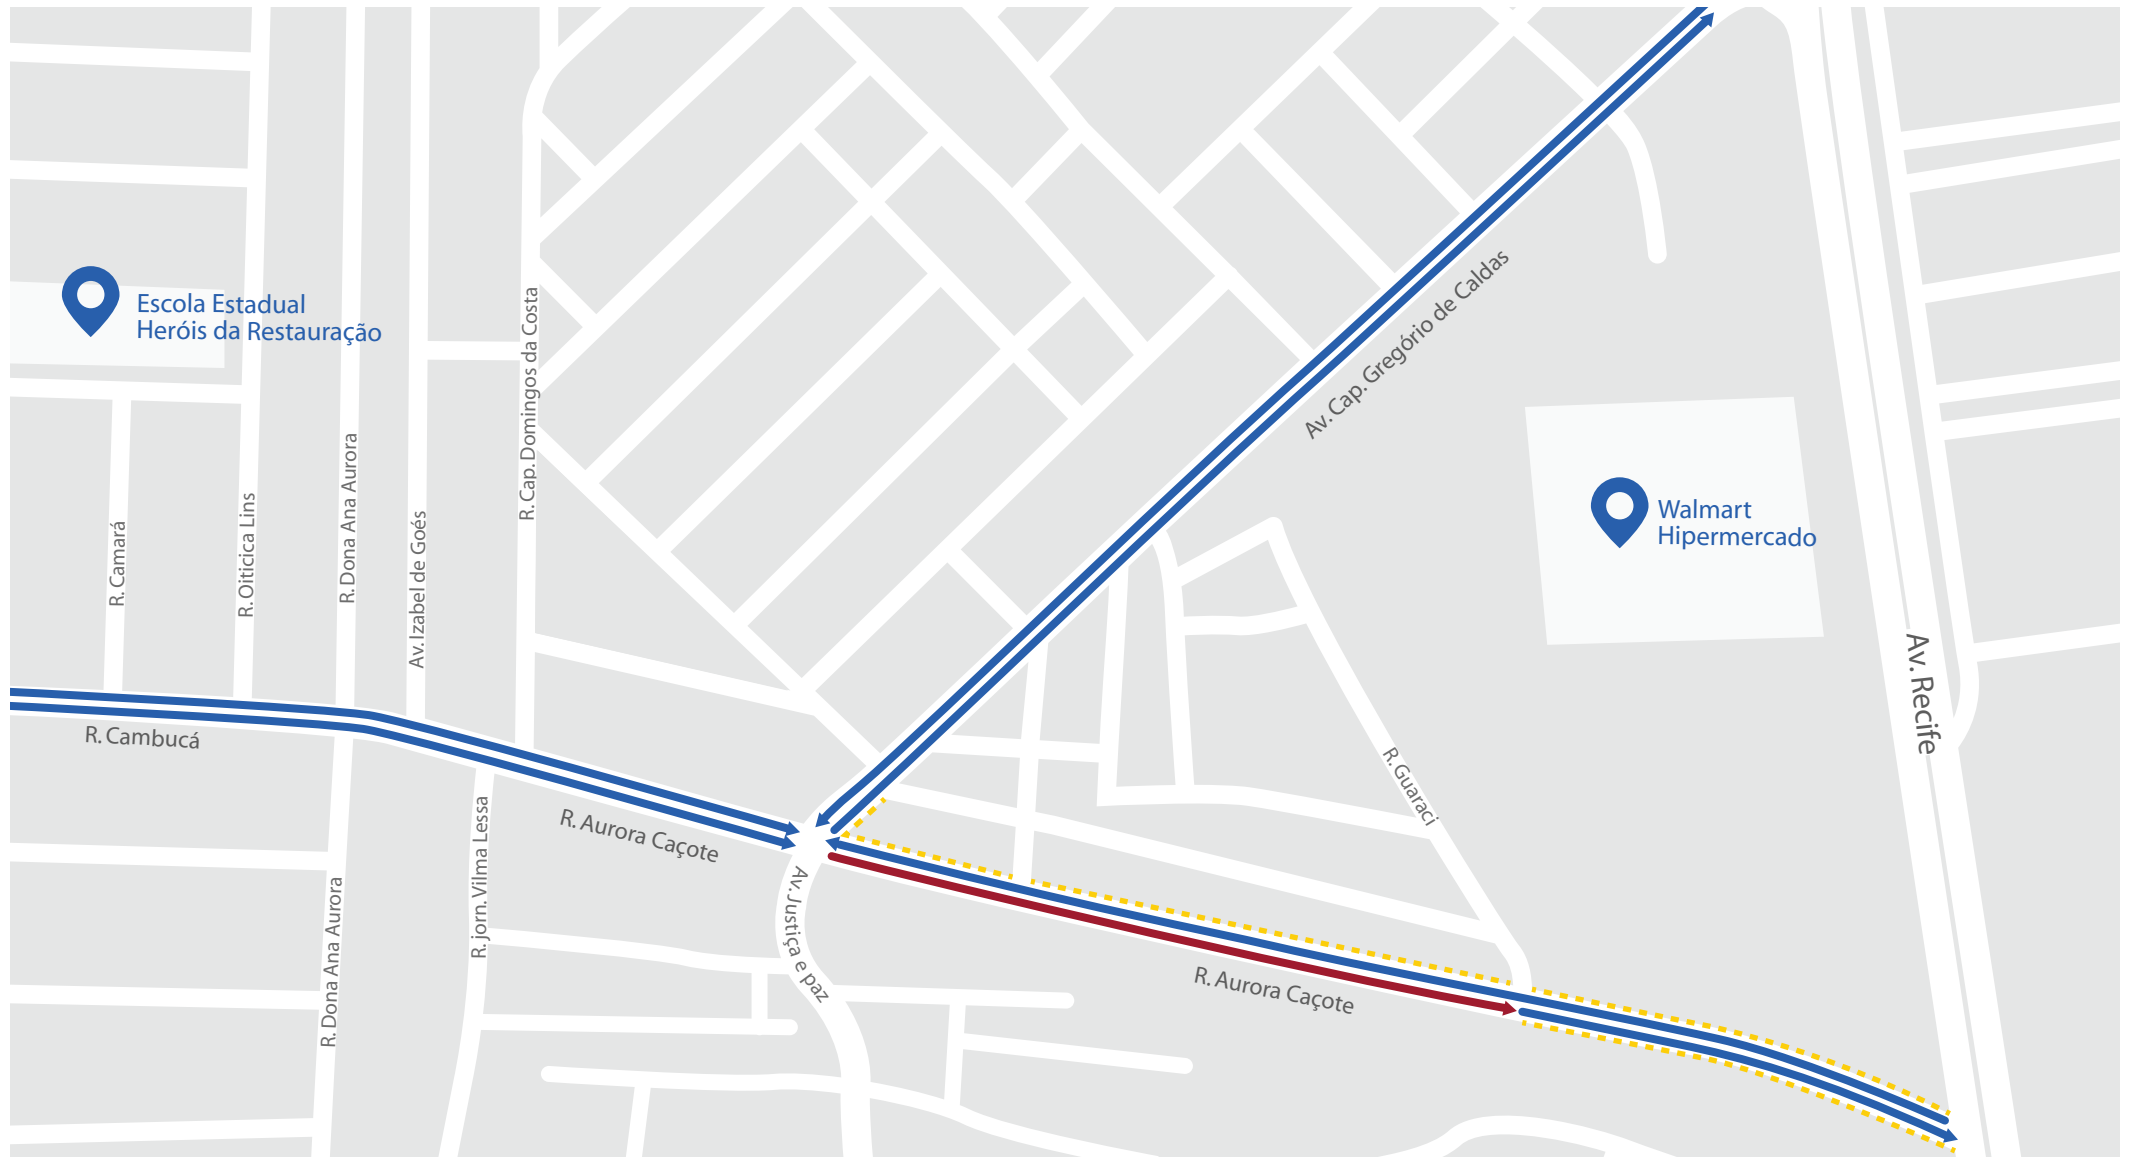 Escola Estadual
Heróis da Restauração
R. Cap. Domingos da Costa
Av. Cap. Gregório de Caldas
R. Dona Ana Aurora
R. Oiticica Lins
Av. Izabel de Goés
R. Camará
Walmart
Hipermercado
Av. Recife
R. Cambucá
R. Guaraci
R. Aurora Caçote
R. jorn. Vilma Lessa
Av. Justiça e paz
R. Dona Ana Aurora
R. Aurora Caçote